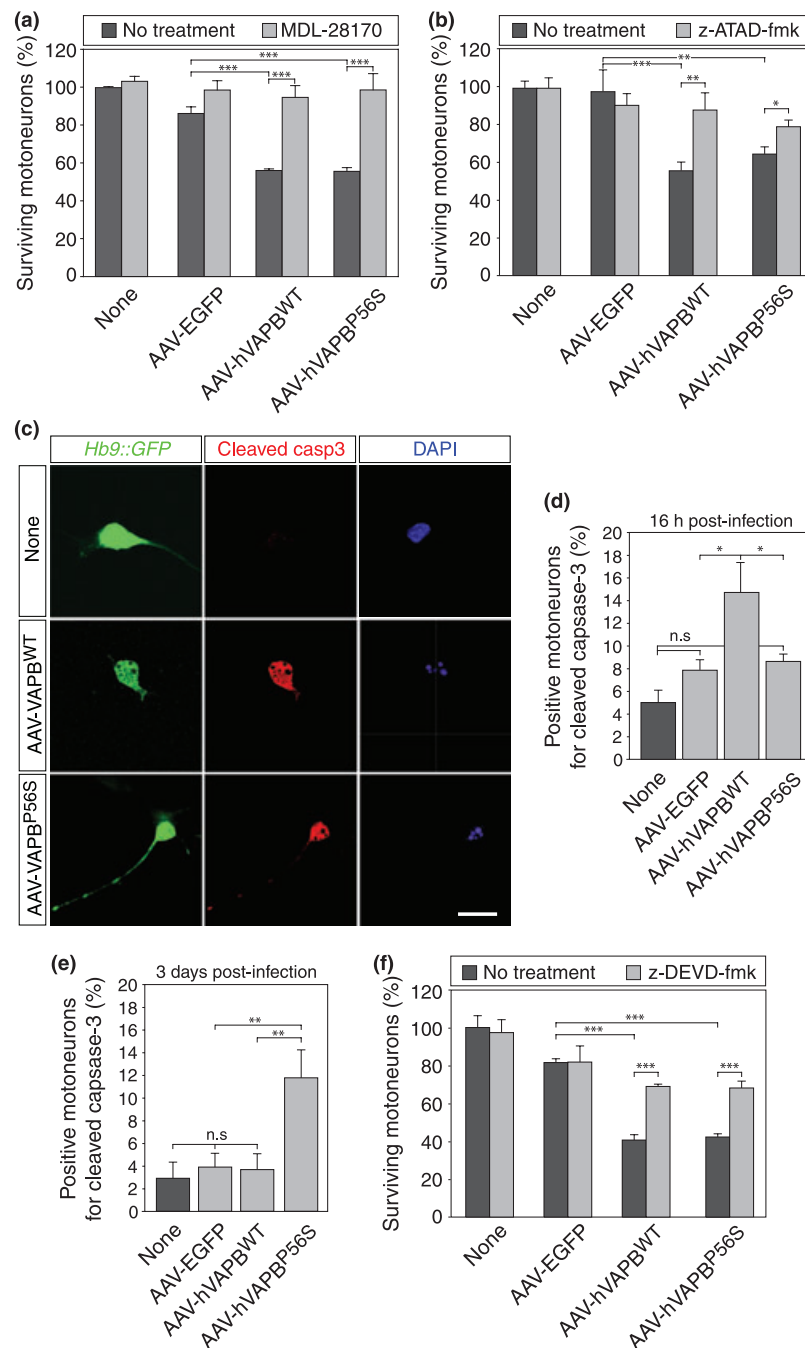 (a)
No treatment MDL-28170
Surviving motoneurons (%)
120
100
80
60
40
20
0
***
***
***
***
None
AAV-EGFP
AAV-hVAPBWT
AAV-hVAPBP56S
(b)
No treatment z-ATAD-fmk
Surviving motoneurons (%)
120
100
80
60
40
20
0
**
***
**
*
None
AAV-EGFP
AAV-hVAPBWT
AAV-hVAPBP56S
(c)
Hb9::GFP Cleaved casp3 DAPI
None
AAV-VAPBWT
AAV-VAPBP56S
(d)
16 h post-infection
Positive motoneurons
for cleaved capsase-3 (%)
20
18
16
14
12
10
8
6
4
2
0
* *
n.s
None
AAV-EGFP
AAV-hVAPBWT
AAV-hVAPBP56S
(e)
3 days post-infection
Positive motoneurons
for cleaved capsase-3 (%)
20
18
16
14
12
10
8
6
4
2
0
**
**
n.s
None
AAV-EGFP
AAV-hVAPBWT
AAV-hVAPBP56S
(f)
No treatment z-DEVD-fmk
Surviving motoneurons (%)
120
100
80
60
40
20
0
***
***
***
***
None
AAV-EGFP
AAV-hVAPBWT
AAV-hVAPBP56S